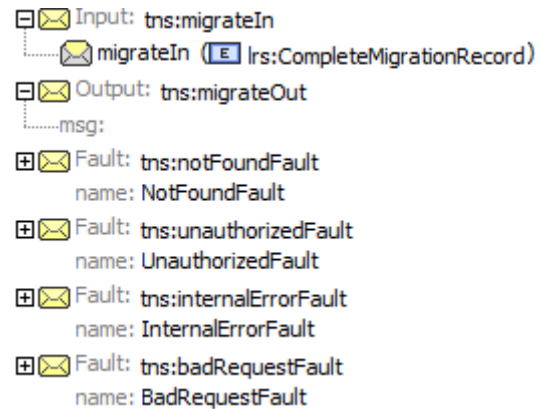 Input: tns:migrateIn
migrateIn (E lrs:CompleteMigrationRecord)
Output: tns:migrateOut
msg:
Fault: tns:notFoundFault
name: NotFoundFault
Fault: tns:unauthorizedFault
name: UnauthorizedFault
Fault: tns:internalErrorFault
name: InternalErrorFault
Fault: tns:badRequestFault
name: BadRequestFault